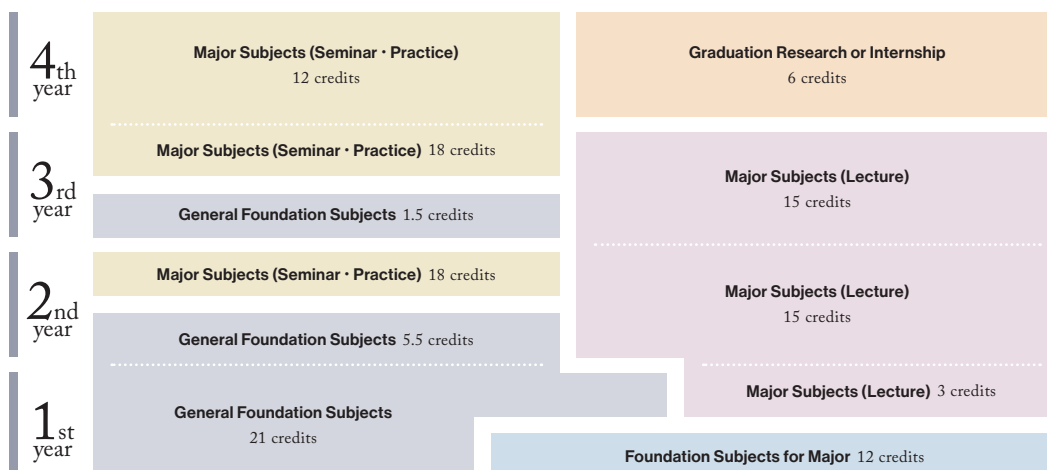 4th
year
Major Subjects (Seminar・Practice)
12 credits
Graduation Research or Internship
6 credits
3rd
year
Major Subjects (Seminar・Practice) 18 credits
General Foundation Subjects 1.5 credits
Major Subjects (Lecture)
15 credits
2nd
year
Major Subjects (Seminar・Practice) 18 credits
General Foundation Subjects 5.5 credits
Major Subjects (Lecture)
15 credits
1st
year
General Foundation Subjects
21 credits
Major Subjects (Lecture) 3 credits
Foundation Subjects for Major 12 credits